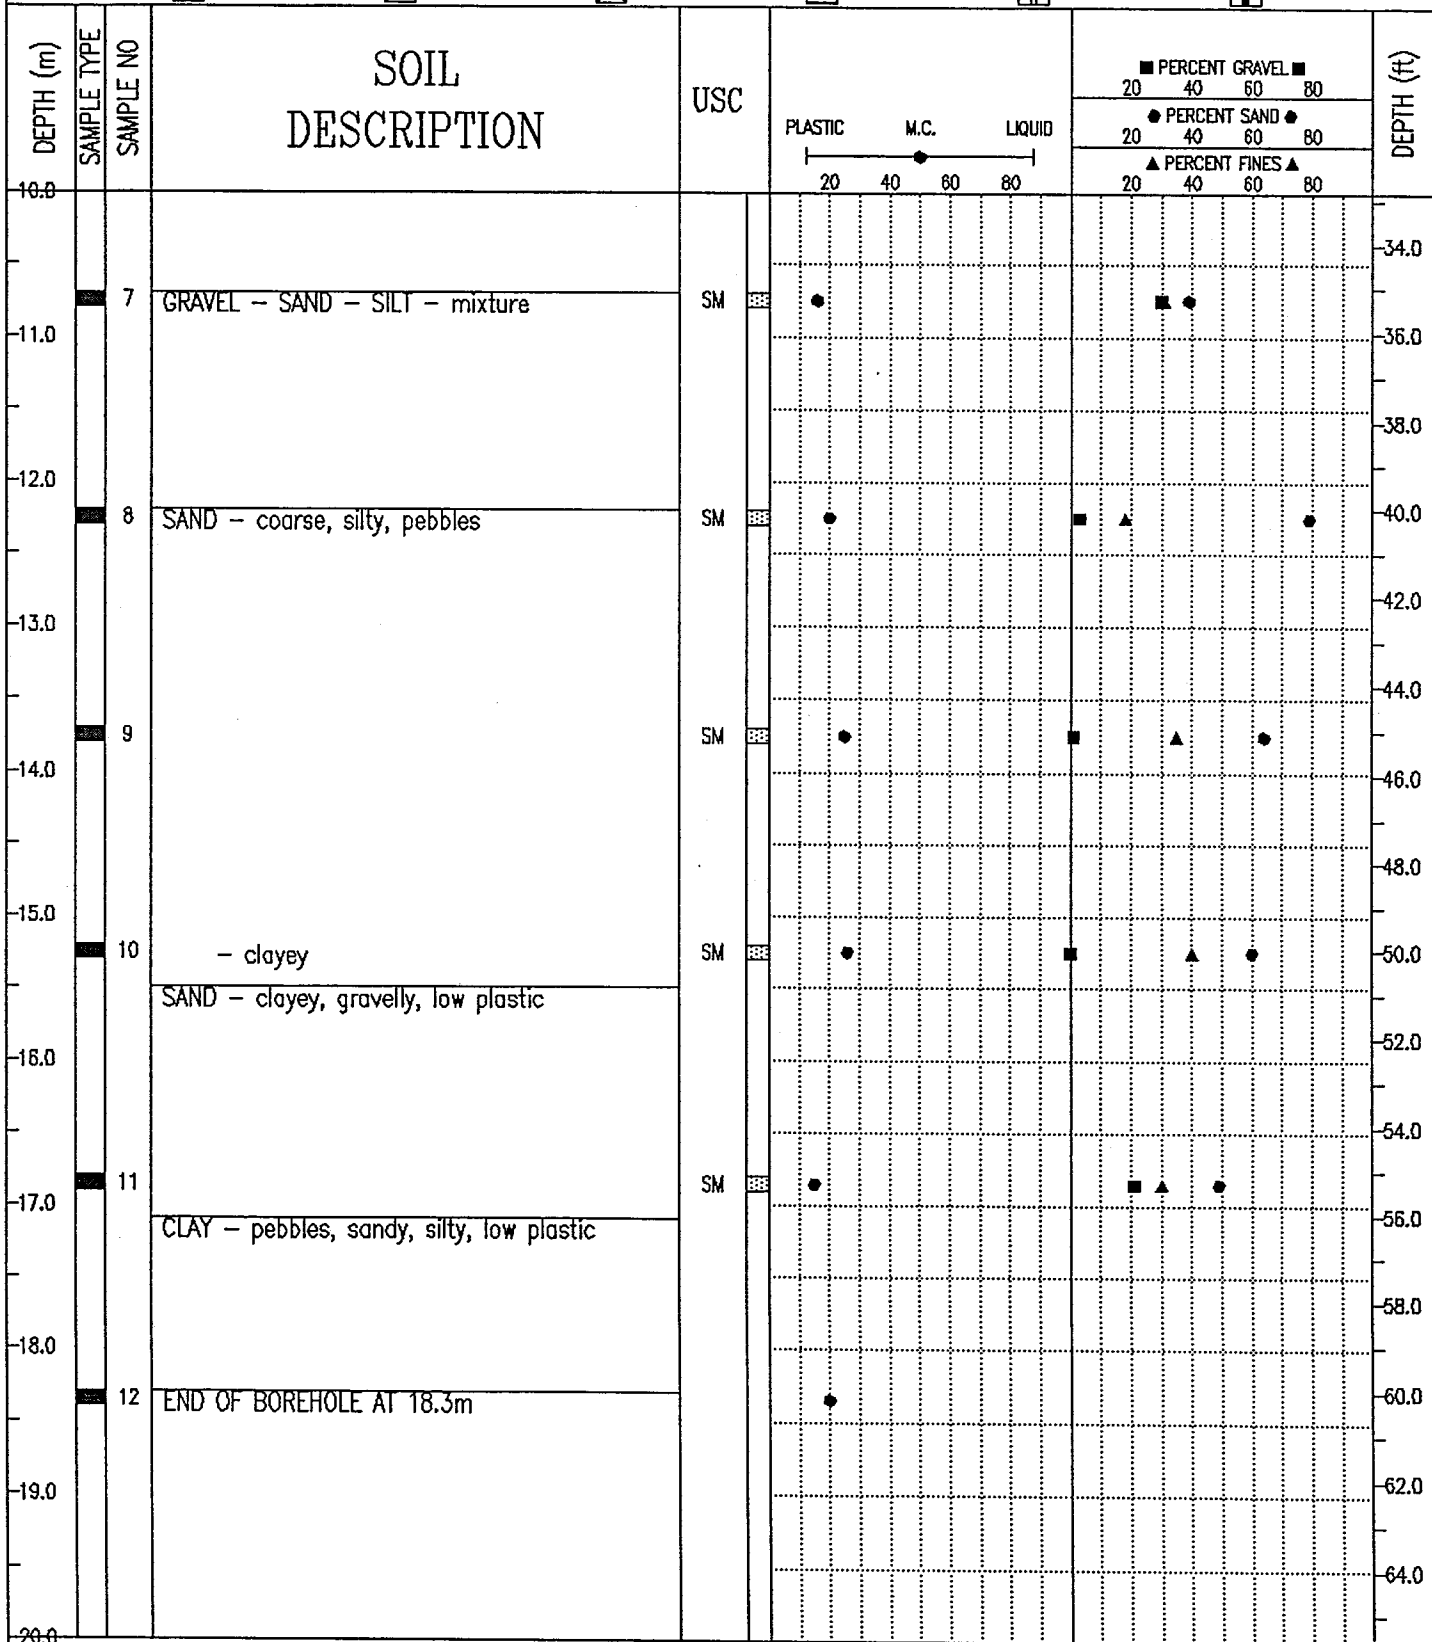 DEPTH (m)
SAMPLE TYPE
SAMPLE NO
SOIL
DESCRIPTION
USC
PLASTIC M.C. LIQUID
20 40 60 80
■ PERCENT GRAVEL ■
20 40 60 80
● PERCENT SAND ●
20 40 60 80
▲ PERCENT FINES ▲
20 40 60 80
DEPTH (ft)
10.0
34.0
7 GRAVEL – SAND – SILT – mixture SM
11.0
36.0
38.0
12.0
8 SAND – coarse, silty, pebbles SM
40.0
42.0
13.0
44.0
9 SM
14.0
46.0
48.0
15.0
10 – clayey SM
50.0
SAND – clayey, gravelly, low plastic
52.0
16.0
54.0
11 SM
17.0
56.0
CLAY – pebbles, sandy, silty, low plastic
58.0
18.0
12 END OF BOREHOLE AT 18.3m
60.0
62.0
19.0
64.0
20.0